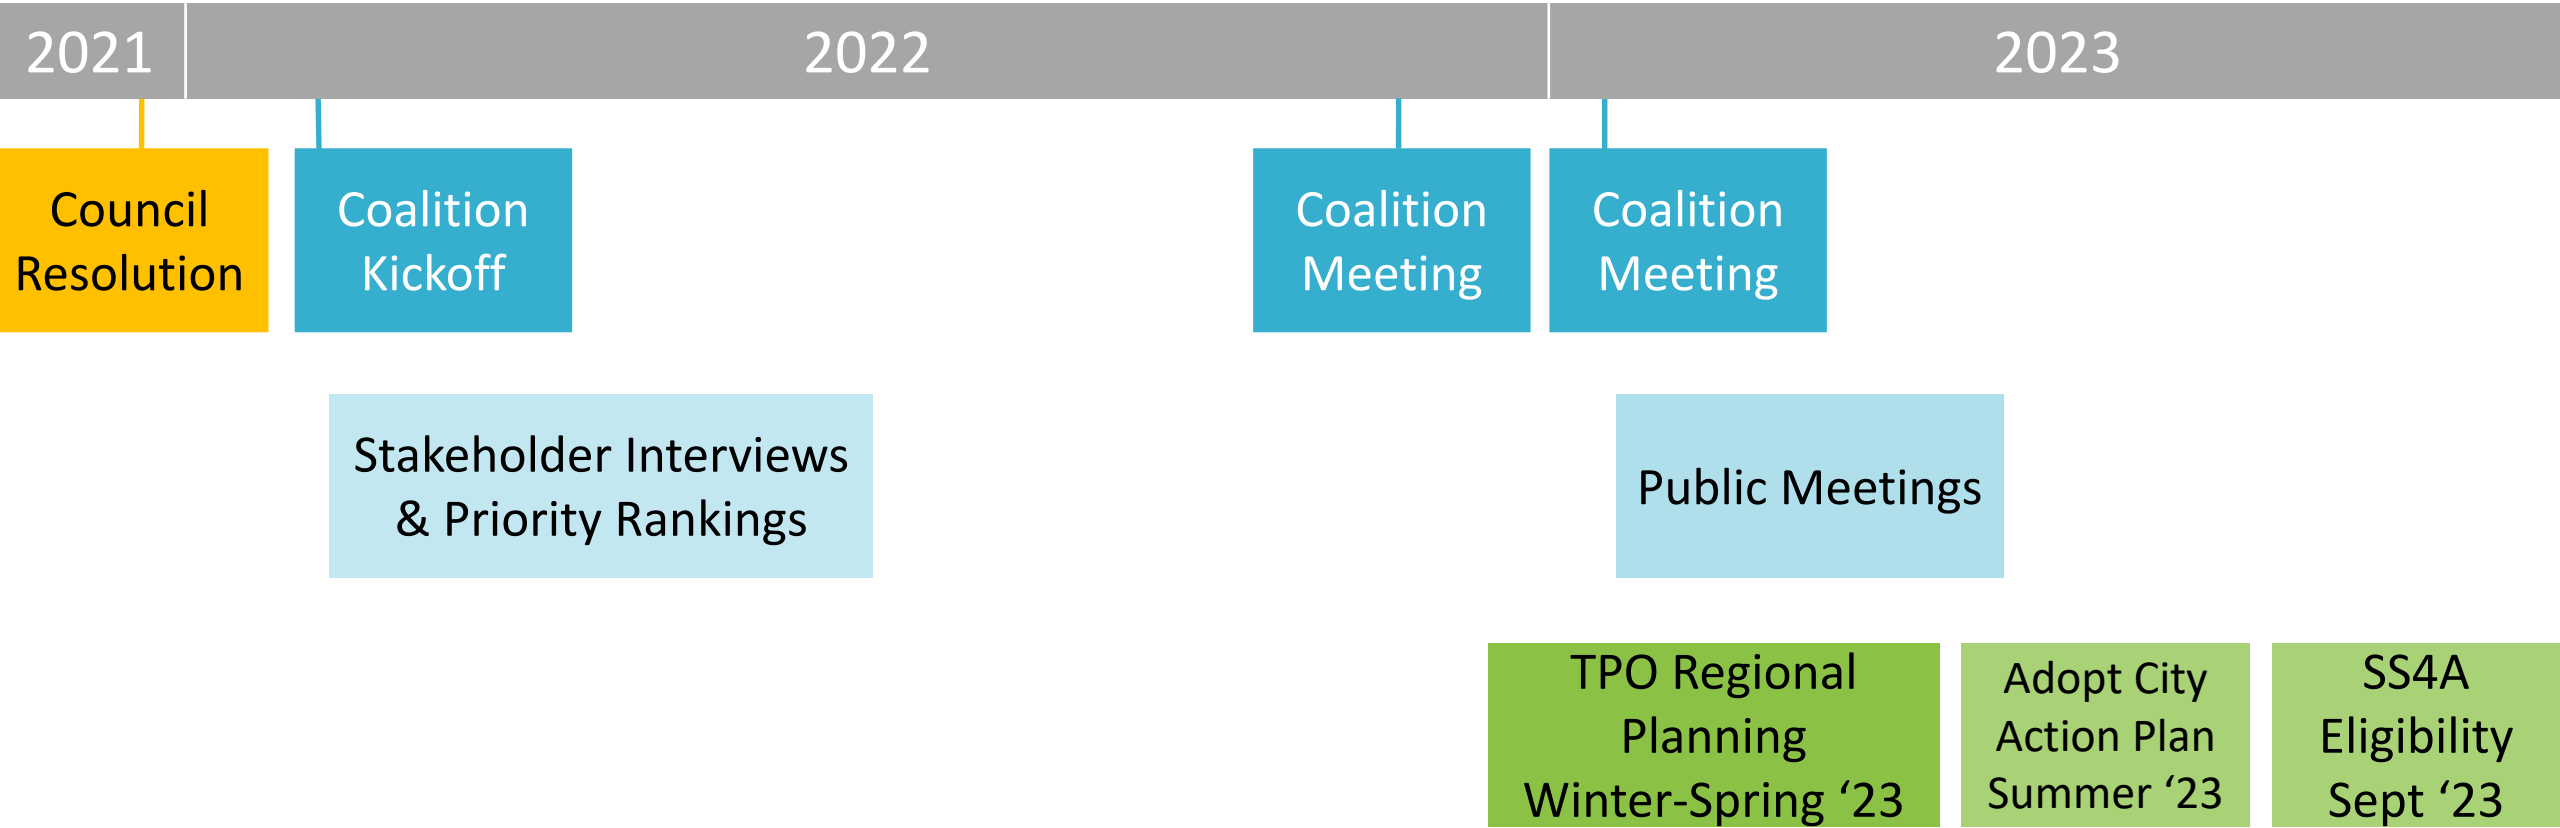 2021
2022
2023
Council
Resolution
Coalition
Kickoff
Coalition
Meeting
Coalition
Meeting
Stakeholder Interviews
& Priority Rankings
Public Meetings
TPO Regional
Planning
Winter-Spring ‘23
Adopt City
Action Plan
Summer ‘23
SS4A
Eligibility
Sept ‘23